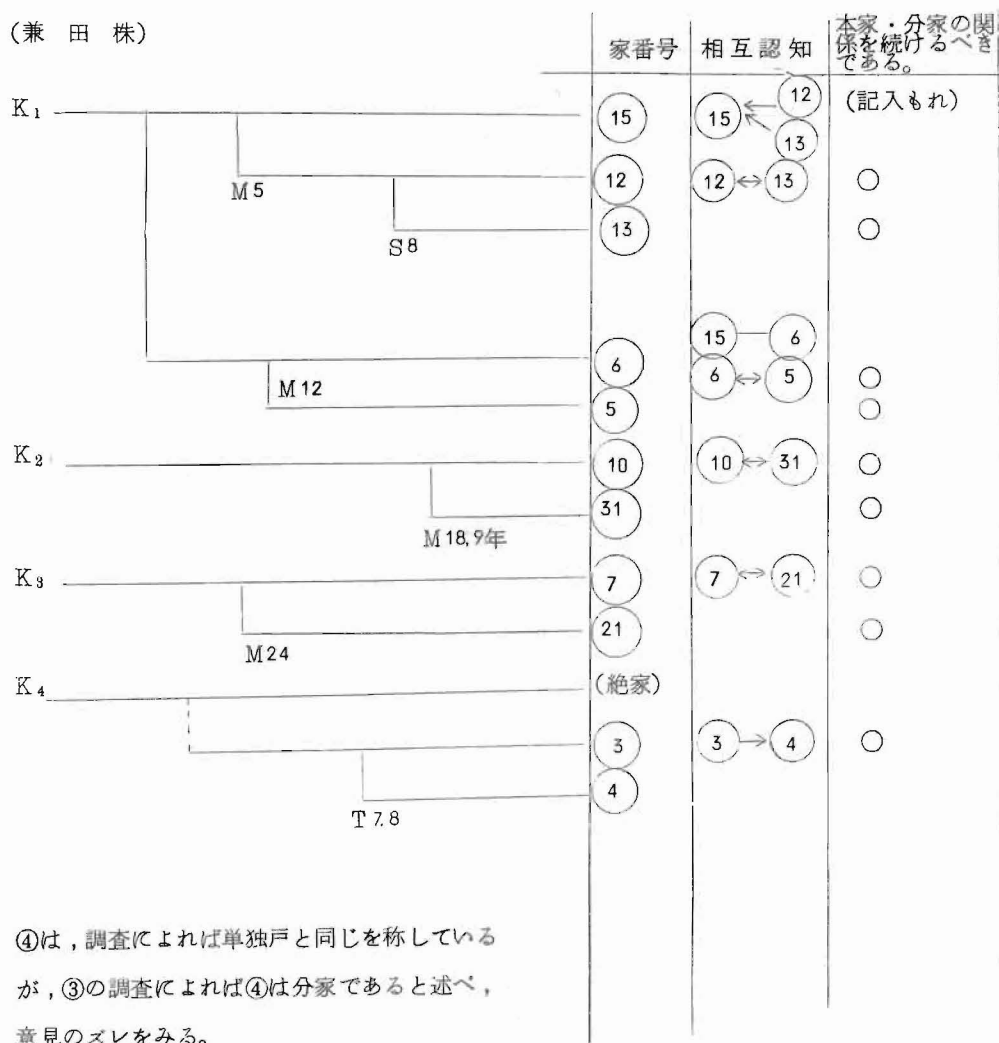 (兼田株)
家番号 相互認知 本家・分家の関
係を続けるべき
である。
K₁ 15 15 12 (記入もれ)
13
M5 12 12 ↔ 13 ○
S8 13 ○
15 — 6
6 6 ↔ 5 ○
M12 5 ○
K₂ 10 10 ↔ 31 ○
31 ○
M18,9年
K₃ 7 7 ↔ 21 ○
21 ○
M24
K₄ (絶家)
3 3 → 4 ○
4
T7.8
④は,調査によれば単独戸と同じを称している
が,③の調査によれば④は分家であると述べ,
意見のズレをみる。